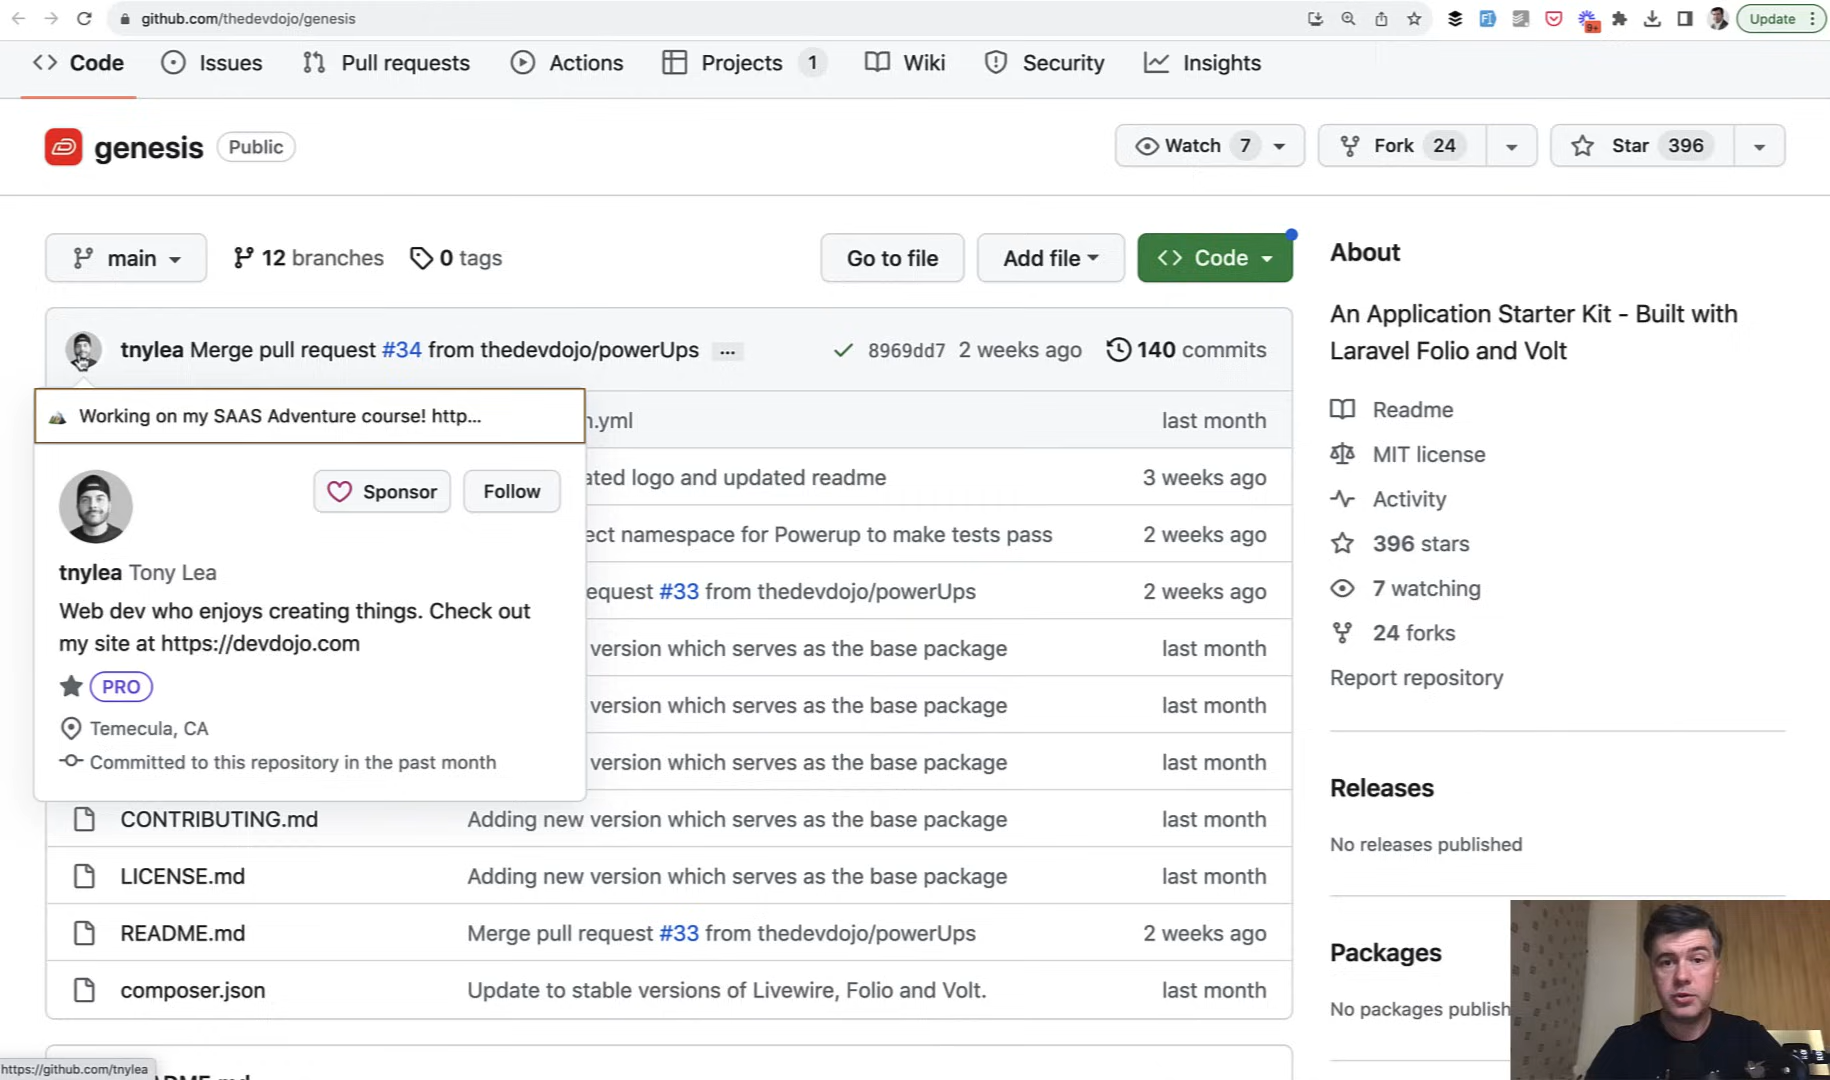 github.com/thedevdojo/genesis
9+
Update
Code
Issues
Pull requests
Actions
Projects 1
Wiki
Security
Insights
genesis Public
Watch 7
Fork 24
Star 396
main
12 branches
0 tags
Go to file
Add file
Code
tnylea Merge pull request #34 from thedevdojo/powerUps ...
8969dd7 2 weeks ago
140 commits
Working on my SAAS Adventure course! http...
Sponsor
Follow
tnylea Tony Lea
Web dev who enjoys creating things. Check out
my site at https://devdojo.com
PRO
Temecula, CA
Committed to this repository in the past month
.yml last month
ated logo and updated readme 3 weeks ago
ect namespace for Powerup to make tests pass 2 weeks ago
equest #33 from thedevdojo/powerUps 2 weeks ago
version which serves as the base package last month
version which serves as the base package last month
version which serves as the base package last month
CONTRIBUTING.md Adding new version which serves as the base package last month
LICENSE.md Adding new version which serves as the base package last month
README.md Merge pull request #33 from thedevdojo/powerUps 2 weeks ago
composer.json Update to stable versions of Livewire, Folio and Volt. last month
About
An Application Starter Kit - Built with
Laravel Folio and Volt
Readme
MIT license
Activity
396 stars
7 watching
24 forks
Report repository
Releases
No releases published
Packages
No packages publish
https://github.com/tnylea